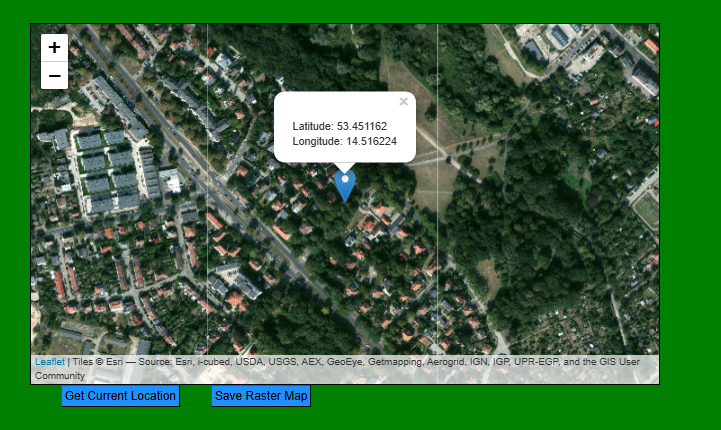 +
−
×
Latitude: 53.451162
Longitude: 14.516224
Leaflet | Tiles © Esri — Source: Esri, i-cubed, USDA, USGS, AEX, GeoEye, Getmapping, Aerogrid, IGN, IGP, UPR-EGP, and the GIS User
Community
Get Current Location Save Raster Map